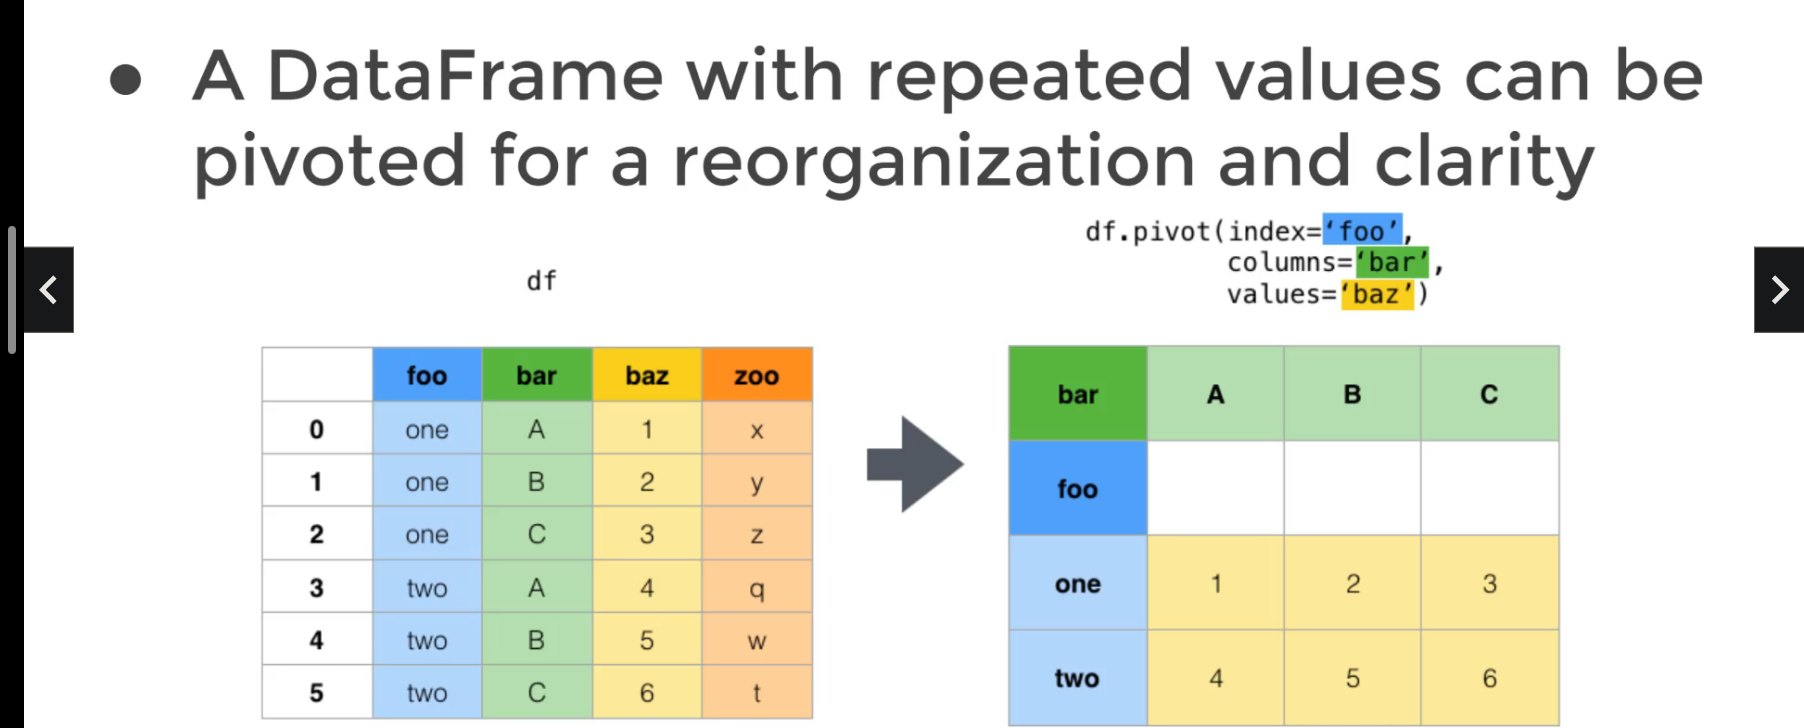 ● A DataFrame with repeated values can be
pivoted for a reorganization and clarity
df
df.pivot(index=‘foo’,
columns=‘bar’,
values=‘baz’)
foo bar baz zoo
0 one A 1 x
1 one B 2 y
2 one C 3 z
3 two A 4 q
4 two B 5 w
5 two C 6 t
bar A B C
foo
one 1 2 3
two 4 5 6